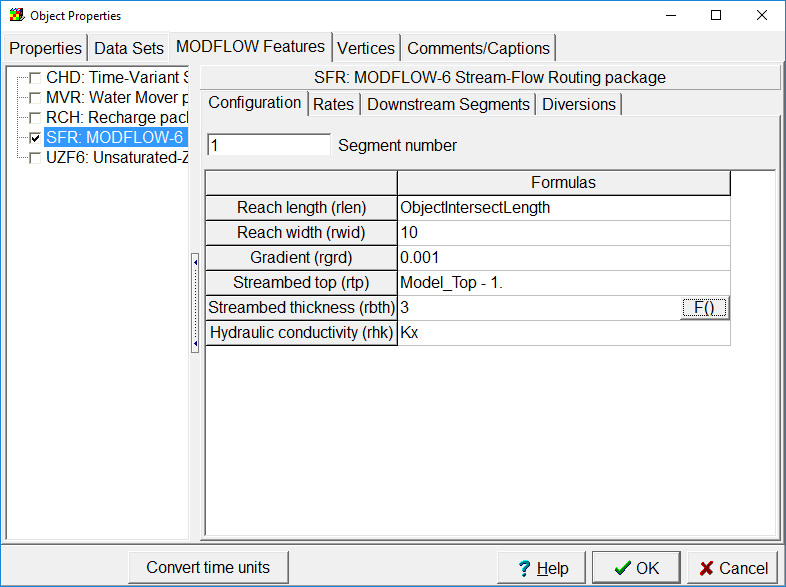 Object Properties
Properties Data Sets MODFLOW Features Vertices Comments/Captions
CHD: Time-Variant S
MVR: Water Mover p
RCH: Recharge pacl
SFR: MODFLOW-6
UZF6: Unsaturated-Z
SFR: MODFLOW-6 Stream-Flow Routing package
Configuration Rates Downstream Segments Diversions
1 Segment number
Formulas
Reach length (rlen) ObjectIntersectLength
Reach width (rwid) 10
Gradient (rgrd) 0.001
Streambed top (rtp) Model_Top - 1.
Streambed thickness (rbth) 3 F()
Hydraulic conductivity (rhk) Kx
Convert time units ? Help OK Cancel